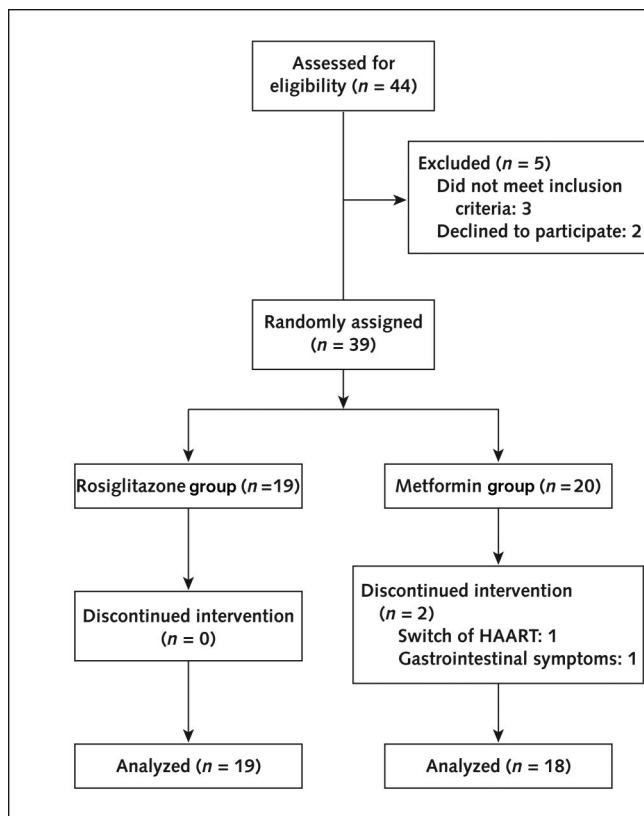 Assessed for
eligibility (n = 44)
Excluded (n = 5)
Did not meet inclusion
criteria: 3
Declined to participate: 2
Randomly assigned
(n = 39)
Rosiglitazone group (n =19)
Metformin group (n =20)
Discontinued intervention
(n = 0)
Discontinued intervention
(n = 2)
Switch of HAART: 1
Gastrointestinal symptoms: 1
Analyzed (n = 19)
Analyzed (n = 18)